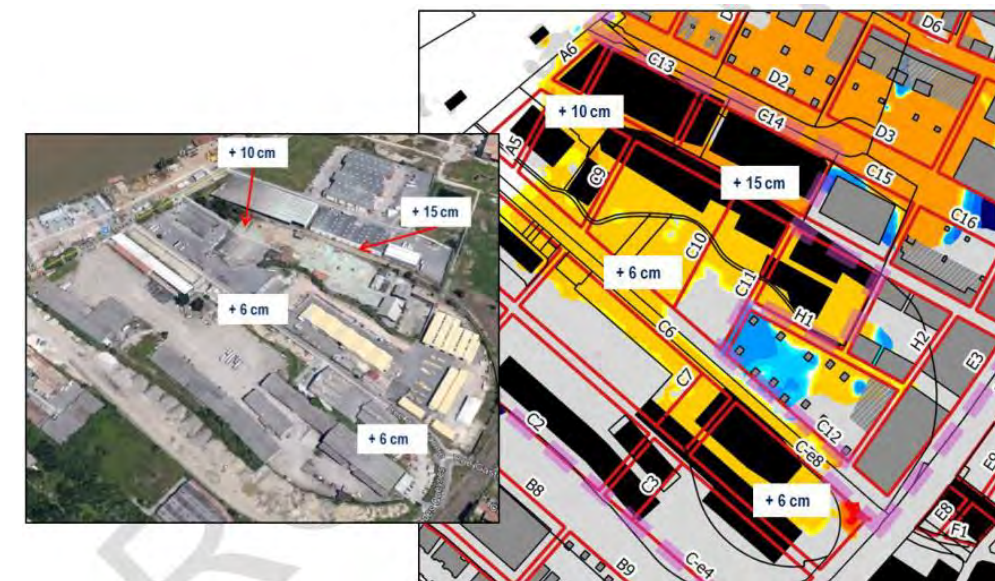 + 10 cm
+ 15 cm
+ 6 cm
+ 6 cm
D6
A6
C13
D2
+ 10 cm
C14
D3
A5
C9
+ 15 cm
C15
C16
C10
+ 6 cm
C11
H1
H2
E3
C6
C7
C2
C12
C-e8
C3
+ 6 cm
E9
E8
F1
B8
B9
C-e4